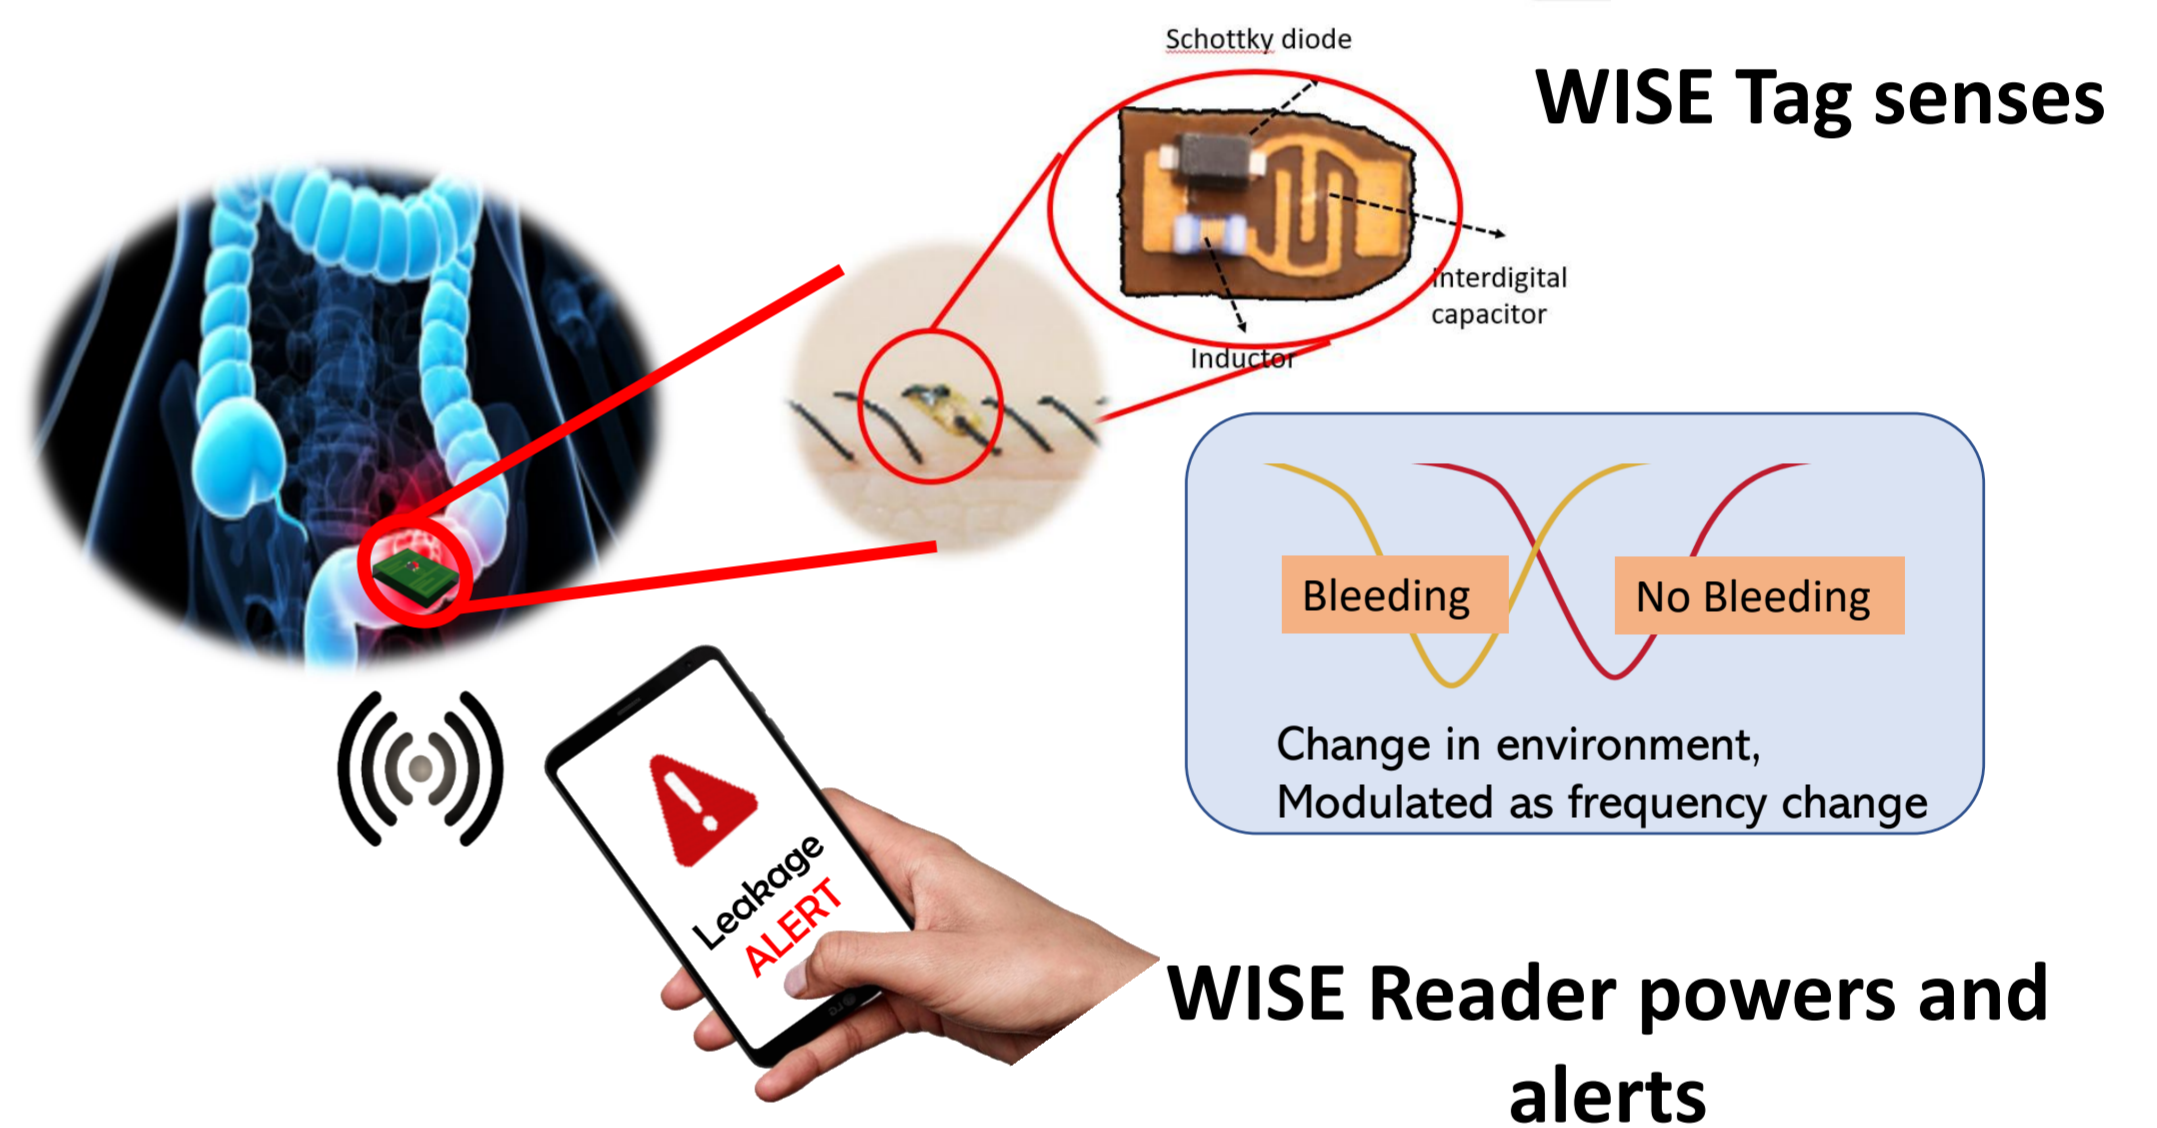 Schottky diode
WISE Tag senses
Interdigital
capacitor
Inductor
Bleeding
No Bleeding
Change in environment,
Modulated as frequency change
Leakage
ALERT
WISE Reader powers and
alerts